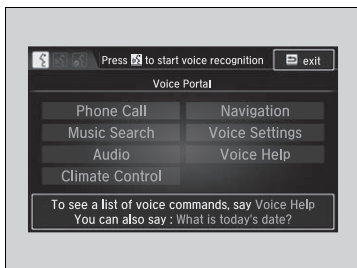 Press to start voice recognition exit
Voice Portal
Phone Call Navigation
Music Search Voice Settings
Audio Voice Help
Climate Control
To see a list of voice commands, say Voice Help
You can also say : What is today's date?